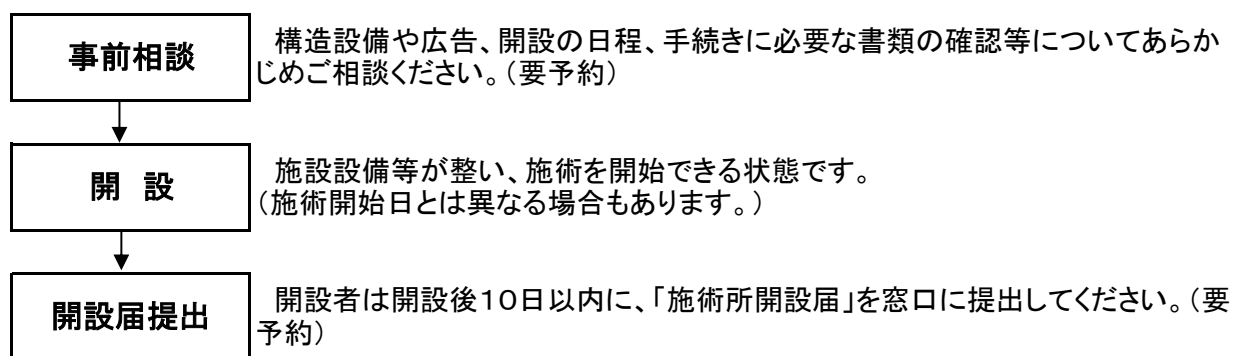 事前相談
構造設備や広告、開設の日程、手続きに必要な書類の確認等についてあらか
じめご相談ください。（要予約）
開　設
施設設備等が整い、施術を開始できる状態です。
（施術開始日とは異なる場合もあります。）
開設届提出
開設者は開設後１０日以内に、「施術所開設届」を窓口に提出してください。（要
予約）